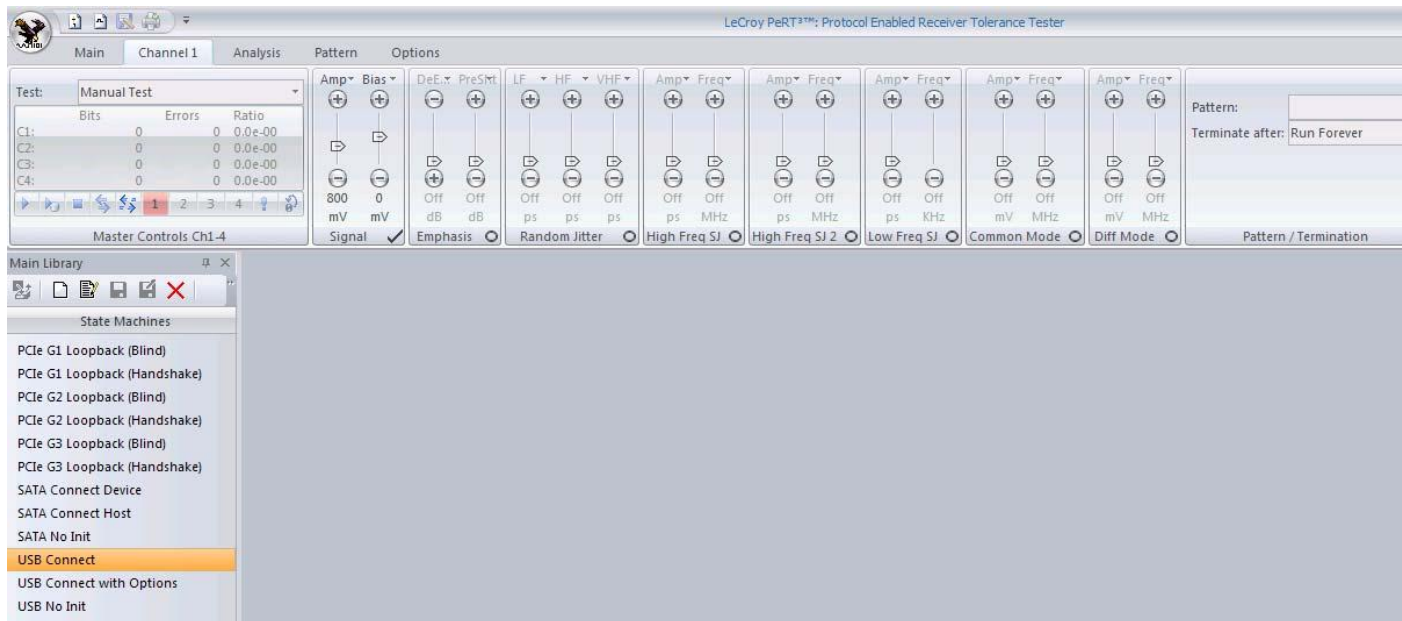 LeCroy PeRT³™: Protocol Enabled Receiver Tolerance Tester
Main Channel 1 Analysis Pattern Options
Test: Manual Test
Bits Errors Ratio
C1: 0 0 0.0e-00
C2: 0 0 0.0e-00
C3: 0 0 0.0e-00
C4: 0 0 0.0e-00
1 2 3 4
Master Controls Ch1-4
Amp Bias
800 0
mV mV
Signal
DeE... PreSht
Off Off
dB dB
Emphasis
LF HF VHF
Off Off Off
ps ps ps
Random Jitter
Amp Freq
Off Off
ps MHz
High Freq SJ
Amp Freq
Off Off
ps MHz
High Freq SJ 2
Amp Freq
Off Off
ps KHz
Low Freq SJ
Amp Freq
Off Off
mV MHz
Common Mode
Amp Freq
Off Off
mV MHz
Diff Mode
Pattern:
Terminate after: Run Forever
Pattern / Termination
Main Library
State Machines
PCIe G1 Loopback (Blind)
PCIe G1 Loopback (Handshake)
PCIe G2 Loopback (Blind)
PCIe G2 Loopback (Handshake)
PCIe G3 Loopback (Blind)
PCIe G3 Loopback (Handshake)
SATA Connect Device
SATA Connect Host
SATA No Init
USB Connect
USB Connect with Options
USB No Init